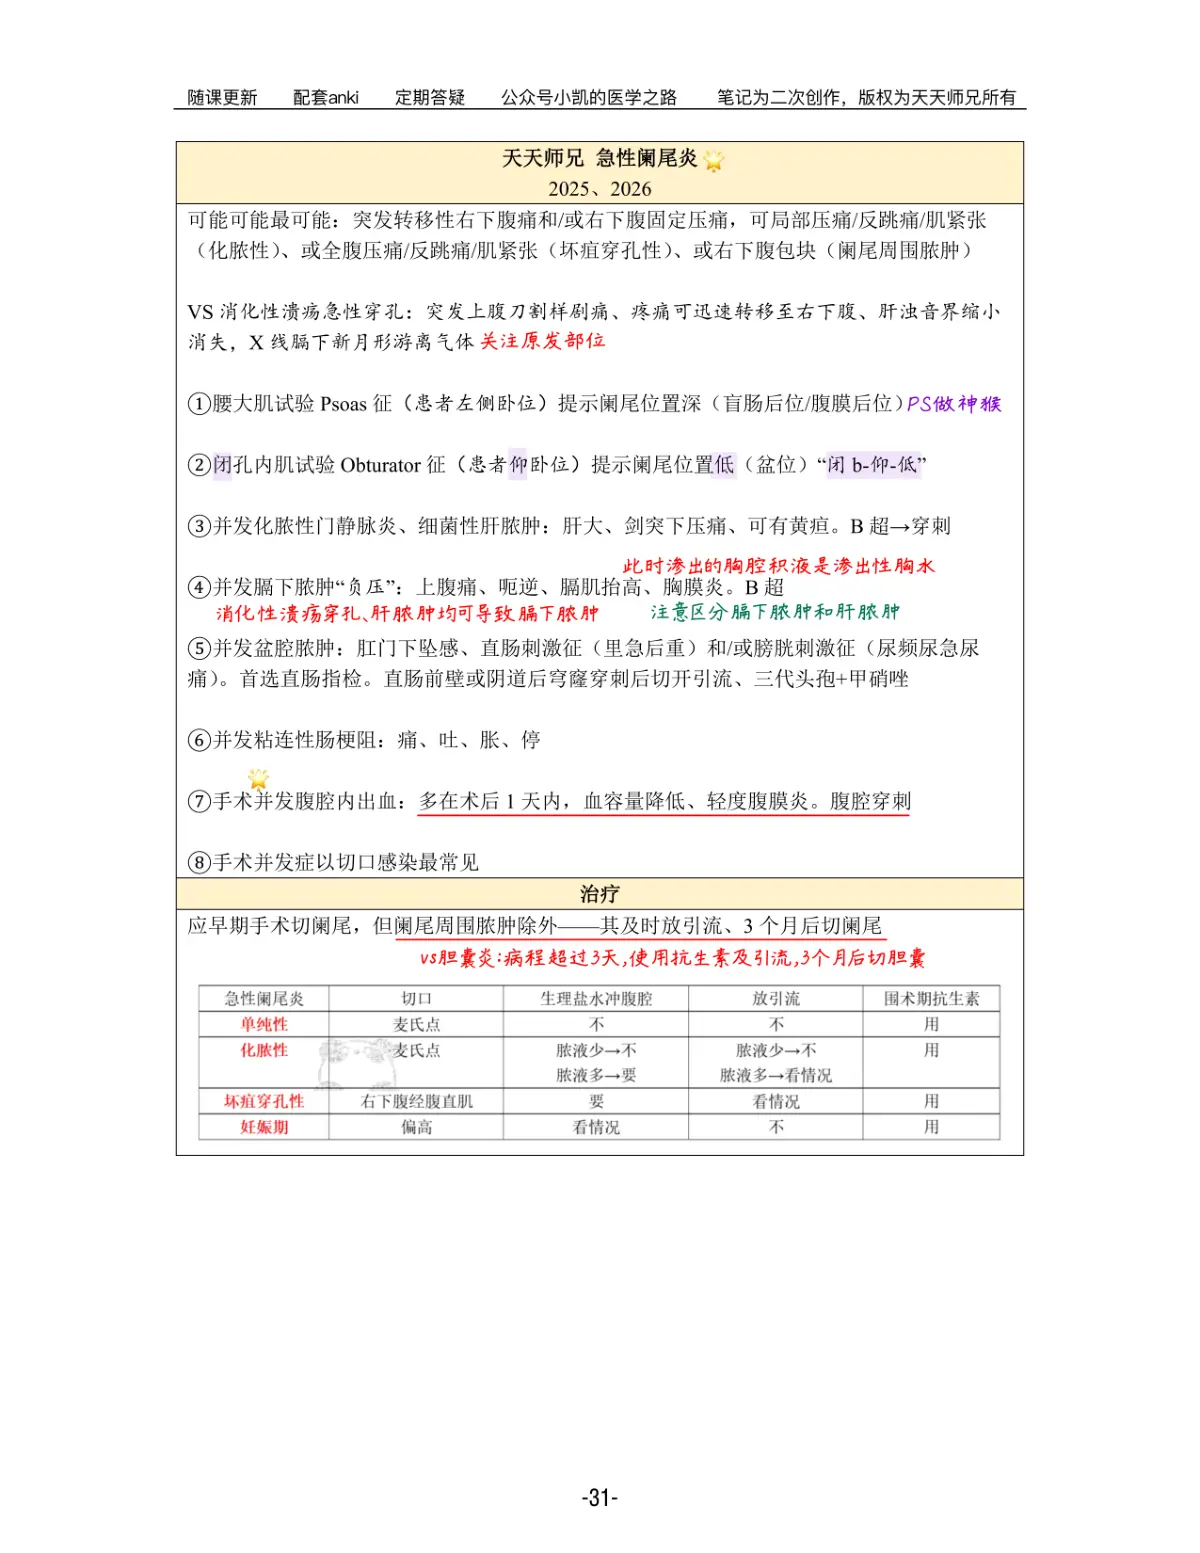 随课更新 配套anki 定期答疑 公众号小凯的医学之路 笔记为二次创作，版权为天天师兄所有
天天师兄 急性阑尾炎
2025、2026
可能可能最可能：突发转移性右下腹痛和/或右下腹固定压痛，可局部压痛/反跳痛/肌紧张
（化脓性）、或全腹压痛/反跳痛/肌紧张（坏疽穿孔性）、或右下腹包块（阑尾周围脓肿）
VS 消化性溃疡急性穿孔：突发上腹刀割样剧痛、疼痛可迅速转移至右下腹、肝浊音界缩小
消失，X 线膈下新月形游离气体 关注原发部位
①腰大肌试验 Psoas 征（患者左侧卧位）提示阑尾位置深（盲肠后位/腹膜后位）PS做神猴
②闭孔内肌试验 Obturator 征（患者仰卧位）提示阑尾位置低（盆位）“闭 b-仰-低”
③并发化脓性门静脉炎、细菌性肝脓肿：肝大、剑突下压痛、可有黄疸。B 超→穿刺
此时渗出的胸腔积液是渗出性胸水
④并发膈下脓肿“负压”：上腹痛、呃逆、膈肌抬高、胸膜炎。B 超
消化性溃疡穿孔、肝脓肿均可导致膈下脓肿 注意区分膈下脓肿和肝脓肿
⑤并发盆腔脓肿：肛门下坠感、直肠刺激征（里急后重）和/或膀胱刺激征（尿频尿急尿
痛）。首选直肠指检。直肠前壁或阴道后穹窿穿刺后切开引流、三代头孢+甲硝唑
⑥并发粘连性肠梗阻：痛、吐、胀、停
⑦手术并发腹腔内出血：多在术后 1 天内，血容量降低、轻度腹膜炎。腹腔穿刺
⑧手术并发症以切口感染最常见
治疗
应早期手术切阑尾，但阑尾周围脓肿除外——其及时放引流、3 个月后切阑尾
vs胆囊炎：病程超过3天，使用抗生素及引流，3个月后切胆囊
急性阑尾炎 切口 生理盐水冲腹腔 放引流 围术期抗生素
单纯性 麦氏点 不 不 用
化脓性 麦氏点 脓液少→不 脓液少→不 用
脓液多→要 脓液多→看情况
坏疽穿孔性 右下腹经腹直肌 要 看情况 用
妊娠期 偏高 看情况 不 用
-31-